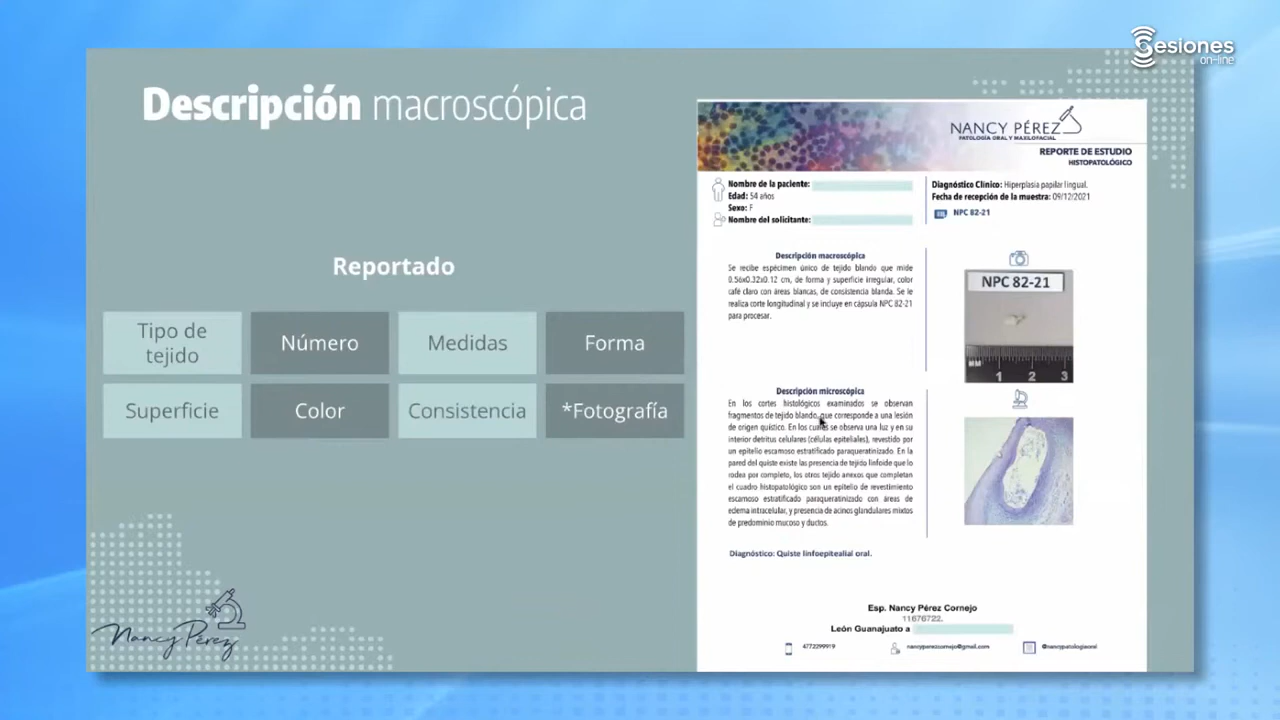 Sesiones
on-line
Descripción macroscópica
Reportado
Tipo de
tejido
Número
Medidas
Forma
Superficie
Color
Consistencia
*Fotografía
Nancy Pérez
NANCY PÉREZ
PATOLOGÍA ORAL Y MAXILOFACIAL
REPORTE DE ESTUDIO
HISTOPATOLÓGICO
Nombre de la paciente:
Edad: 54 años
Sexo: F
Nombre del solicitante:
Diagnóstico Clínico: Hiperplasia papilar lingual.
Fecha de recepción de la muestra: 09/12/2021
NPC 82-21
Descripción macroscópica
Se recibe espécimen único de tejido blando que mide
0.56x0.32x0.12 cm, de forma y superficie irregular, color
café claro con áreas blancas, de consistencia blanda. Se le
realiza corte longitudinal y se incluye en cápsula NPC 82-21
para procesar.
NPC 82-21
1 2 3
Descripción microscópica
En los cortes histológicos examinados se observan
fragmentos de tejido blando, que corresponde a una lesión
de origen quístico. En los cuales se observa una luz y en su
interior detritus celulares (células epiteliales), revestido por
un epitelio escamoso estratificado paraqueratinizado. En la
pared del quiste existe las presencia de tejido linfoide que lo
rodea por completo, los otros tejido anexos que completan
el cuadro histopatológico son un epitelio de revestimiento
escamoso estratificado paraqueratinizado con áreas de
edema intracelular, y presencia de acinos glandulares mixtos
de predominio mucoso y ductos.
Diagnóstico: Quiste linfoepitealial oral.
Esp. Nancy Pérez Cornejo
11676722.
León Guanajuato a
4772299919
nancyperezcornejo@gmail.com
@nancypatologiaoral